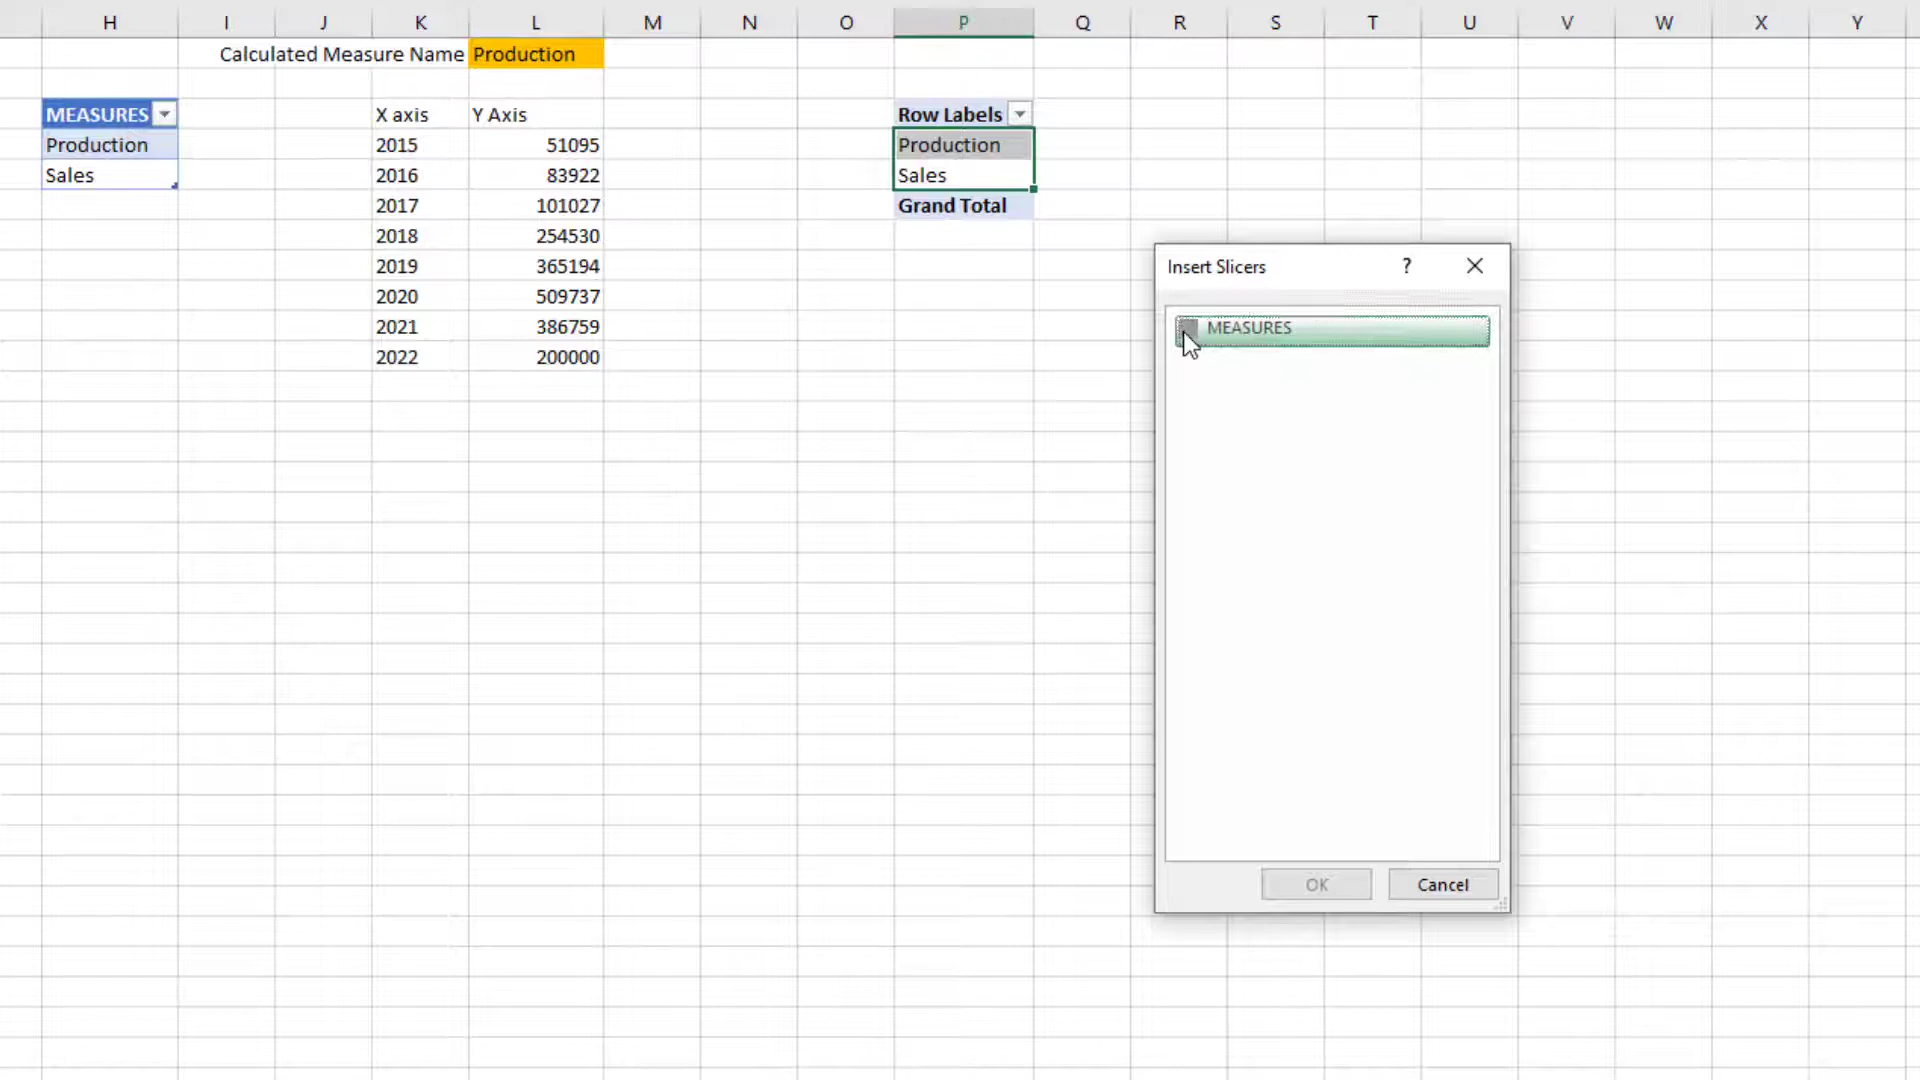 H I J K L M N O P Q R S T U V W X Y
Calculated Measure Name Production
MEASURES X axis Y Axis Row Labels
Production 2015 51095 Production
Sales 2016 83922 Sales
2017 101027 Grand Total
2018 254530
2019 365194
2020 509737
2021 386759
2022 200000
Insert Slicers ?
MEASURES
OK Cancel